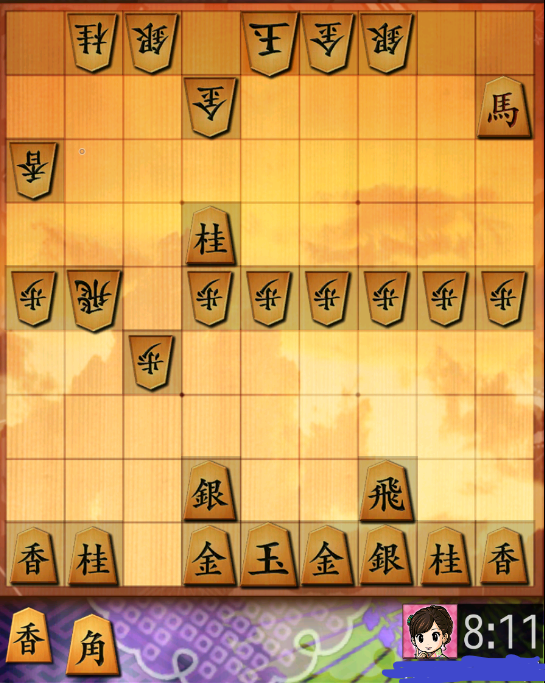 桂 銀 玉 金 銀
金 馬
香
桂
歩 飛 歩 歩 歩 歩 歩 歩
歩
銀 飛
香 桂 金 玉 金 銀 桂 香
香 角 8:11